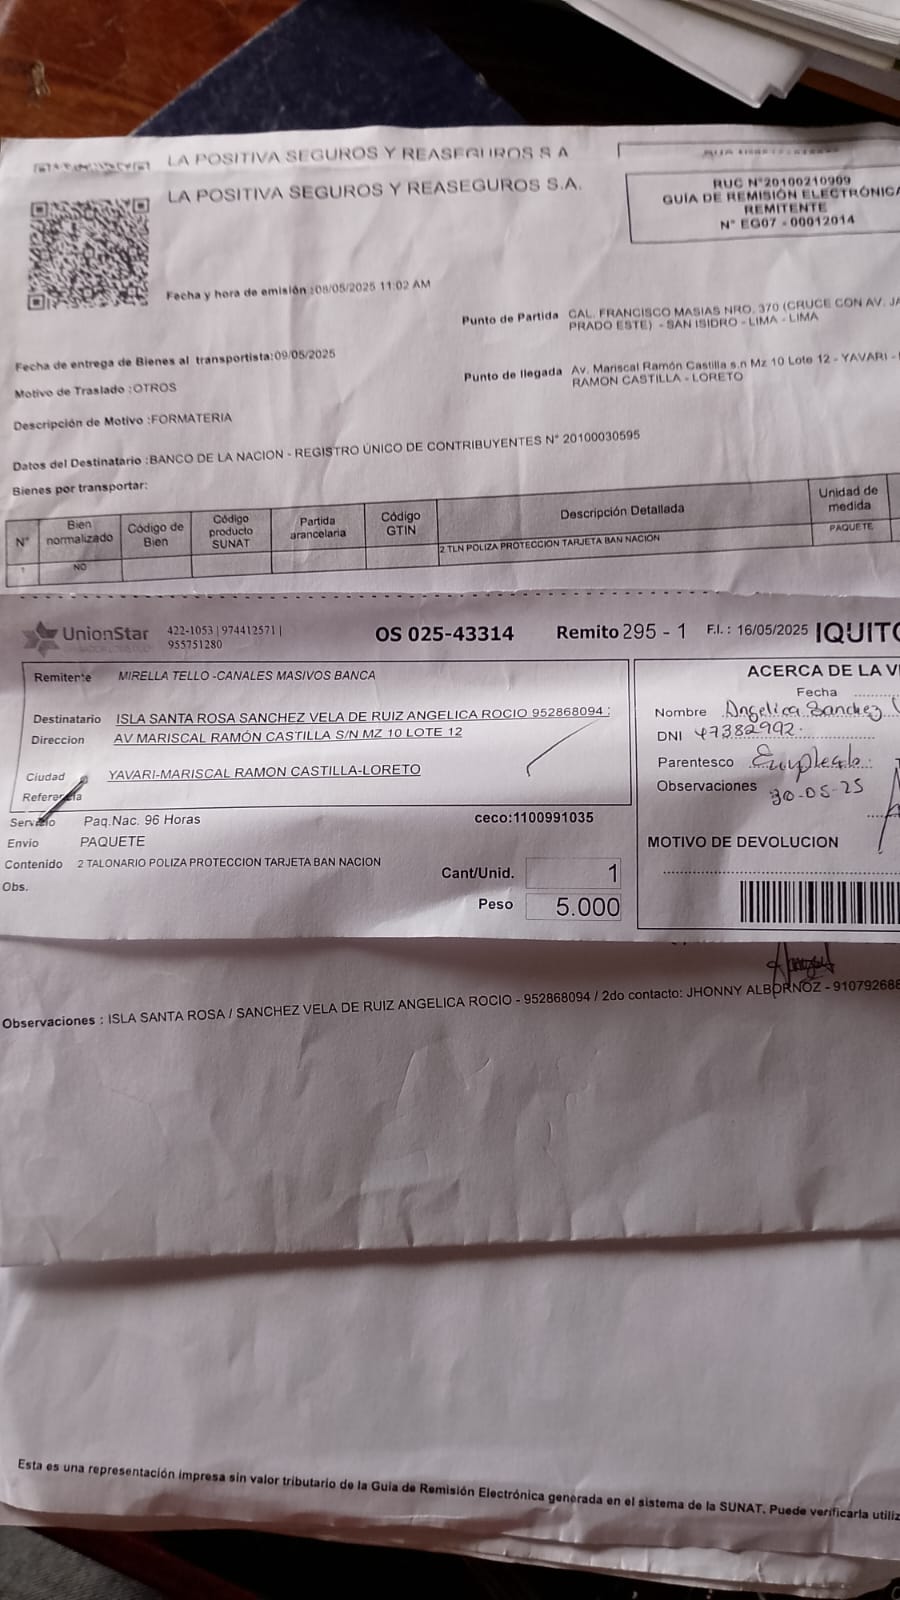 LA POSITIVA SEGUROS Y REASEGUROS S A
LA POSITIVA SEGUROS Y REASEGUROS S.A.
RUC N°20100210909
GUÍA DE REMISIÓN ELECTRÓNICA
REMITENTE
N° EG07 - 00012014
Fecha y hora de emisión :08/05/2025 11:02 AM
Punto de Partida CAL. FRANCISCO MASIAS NRO. 370 (CRUCE CON AV. JA
PRADO ESTE) - SAN ISIDRO - LIMA - LIMA
Fecha de entrega de Bienes al transportista:09/05/2025
Punto de llegada Av. Mariscal Ramón Castilla s.n Mz 10 Lote 12 - YAVARI -
RAMON CASTILLA - LORETO
Motivo de Traslado :OTROS
Descripción de Motivo :FORMATERIA
Datos del Destinatario :BANCO DE LA NACION - REGISTRO ÚNICO DE CONTRIBUYENTES N° 20100030595
Bienes por transportar:
N° Bien normalizado Código de Bien Código producto SUNAT Partida arancelaria Código GTIN Descripción Detallada Unidad de medida
1 NO 2 TLN POLIZA PROTECCION TARJETA BAN NACION PAQUETE
UnionStar 422-1053 | 974412571 |
955751280
OS 025-43314 Remito 295 - 1 F.I.: 16/05/2025 IQUITO
Remitente MIRELLA TELLO -CANALES MASIVOS BANCA
Destinatario ISLA SANTA ROSA SANCHEZ VELA DE RUIZ ANGELICA ROCIO 952868094 :
Direccion AV MARISCAL RAMÓN CASTILLA S/N MZ 10 LOTE 12
Ciudad YAVARI-MARISCAL RAMON CASTILLA-LORETO
Referencia
Servicio Paq.Nac. 96 Horas ceco:1100991035
Envio PAQUETE
Contenido 2 TALONARIO POLIZA PROTECCION TARJETA BAN NACION
Obs.
Cant/Unid. 1
Peso 5.000
ACERCA DE LA VI
Fecha
Nombre Angelica Sanchez
DNI 47382992.
Parentesco Empleada.
Observaciones 30-05-25
MOTIVO DE DEVOLUCION
Observaciones : ISLA SANTA ROSA / SANCHEZ VELA DE RUIZ ANGELICA ROCIO - 952868094 / 2do contacto: JHONNY ALBORNOZ - 910792688
Esta es una representación impresa sin valor tributario de la Guía de Remisión Electrónica generada en el sistema de la SUNAT. Puede verificarla utiliz